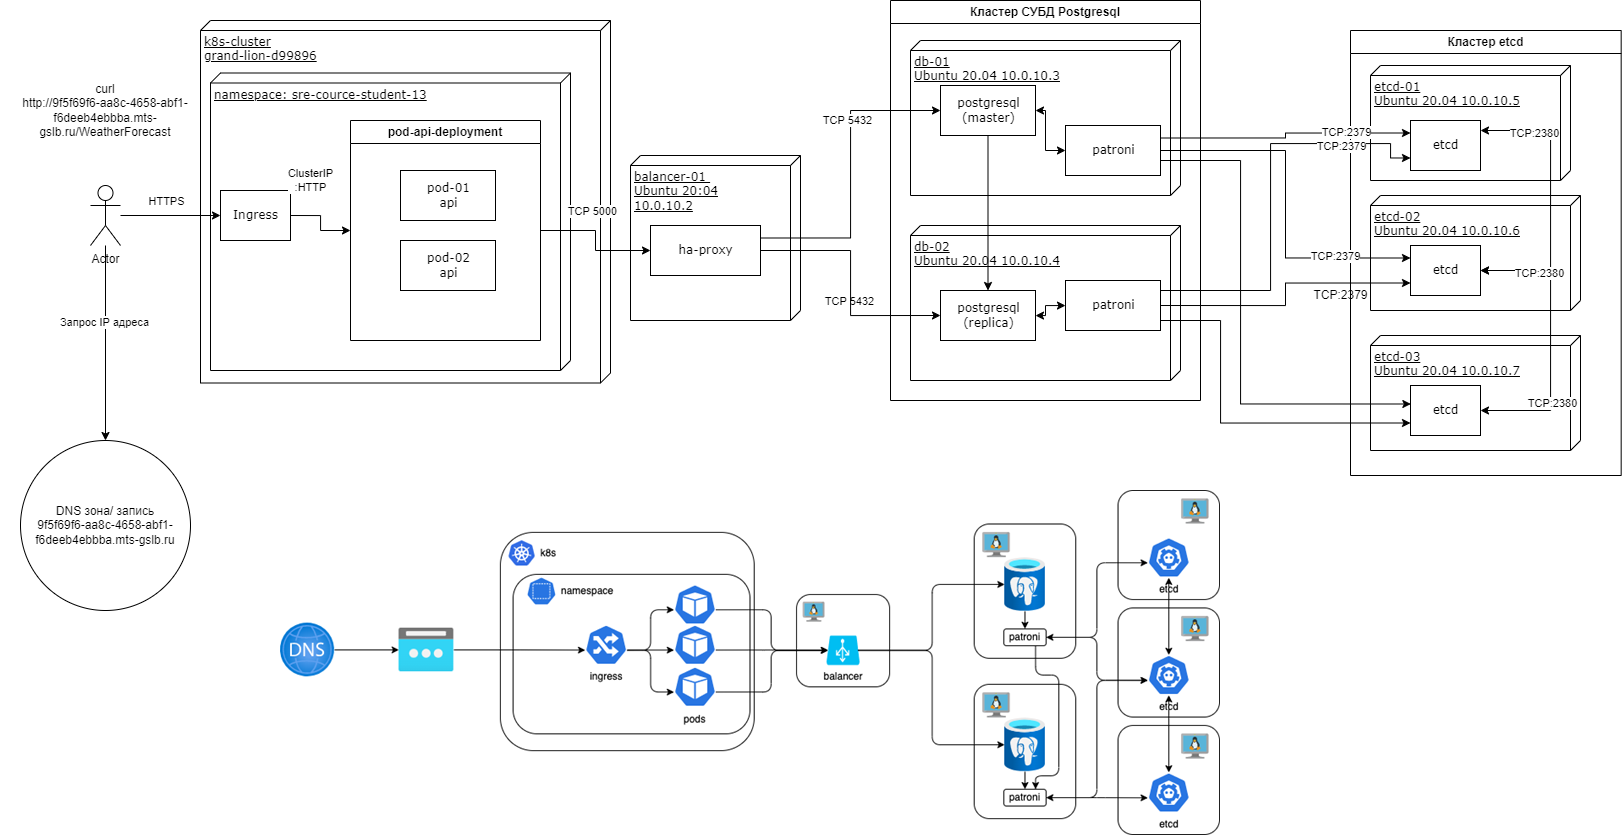 curl
http://9f5f69f6-aa8c-4658-abf1-
f6deeb4ebbba.mts-
gslb.ru/WeatherForecast
HTTPS
Actor
Запрос IP адреса
DNS зона/ запись
9f5f69f6-aa8c-4658-abf1-
f6deeb4ebbba.mts-gslb.ru
k8s-cluster
grand-lion-d99896
namespace: sre-cource-student-13
Ingress
ClusterIP
:HTTP
pod-api-deployment
pod-01
api
pod-02
api
TCP 5000
balancer-01
Ubuntu 20:04
10.0.10.2
ha-proxy
TCP 5432
TCP 5432
Кластер СУБД Postgresql
db-01
Ubuntu 20.04 10.0.10.3
postgresql
(master)
patroni
db-02
Ubuntu 20.04 10.0.10.4
postgresql
(replica)
patroni
TCP:2379
TCP:2379
TCP:2379
TCP:2379
Кластер etcd
etcd-01
Ubuntu 20.04 10.0.10.5
etcd
TCP:2380
etcd-02
Ubuntu 20.04 10.0.10.6
etcd
TCP:2380
etcd-03
Ubuntu 20.04 10.0.10.7
etcd
TCP:2380
DNS
k8s
namespace
ingress
pods
balancer
patroni
patroni
etcd
etcd
etcd